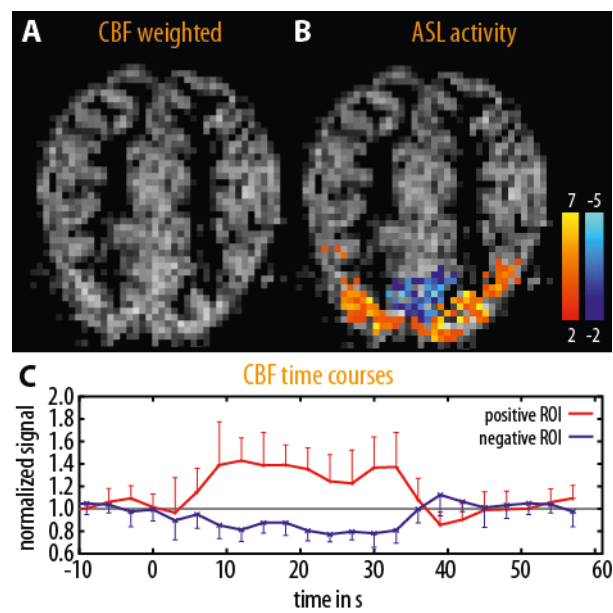 A CBF weighted
B ASL activity
7 -5
2 -2
C CBF time courses
normalized signal
2.0
1.8
1.6
1.4
1.2
1.0
0.8
0.6
positive ROI
negative ROI
-10 0 10 20 30 40 50 60
time in s